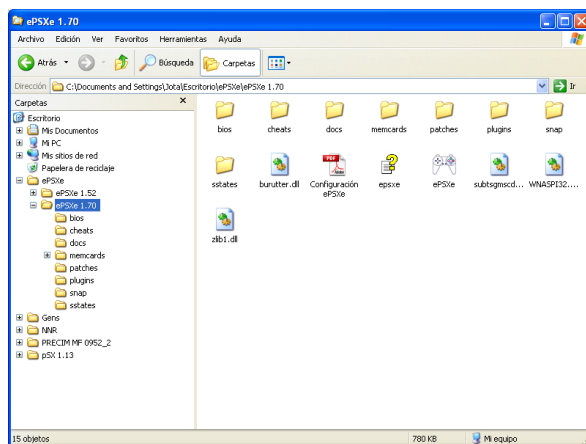 ePSXe 1.70
Archivo Edición Ver Favoritos Herramientas Ayuda
Atrás Búsqueda Carpetas
Dirección C:\Documents and Settings\Jota\Escritorio\ePSXe\ePSXe 1.70 Ir
Carpetas
Escritorio
Mis Documentos
Mi PC
Mis sitios de red
Papelera de reciclaje
ePSXe
ePSXe 1.52
ePSXe 1.70
bios
cheats
docs
memcards
patches
plugins
snap
sstates
Gens
NNR
PRECIM MF 0952_2
pSX 1.13
bios cheats docs memcards patches plugins snap
sstates burutter.dll Configuración ePSXe epsxe ePSXe subtsgmscd... WNASPI32....
zlib1.dll
15 objetos 780 KB Mi equipo